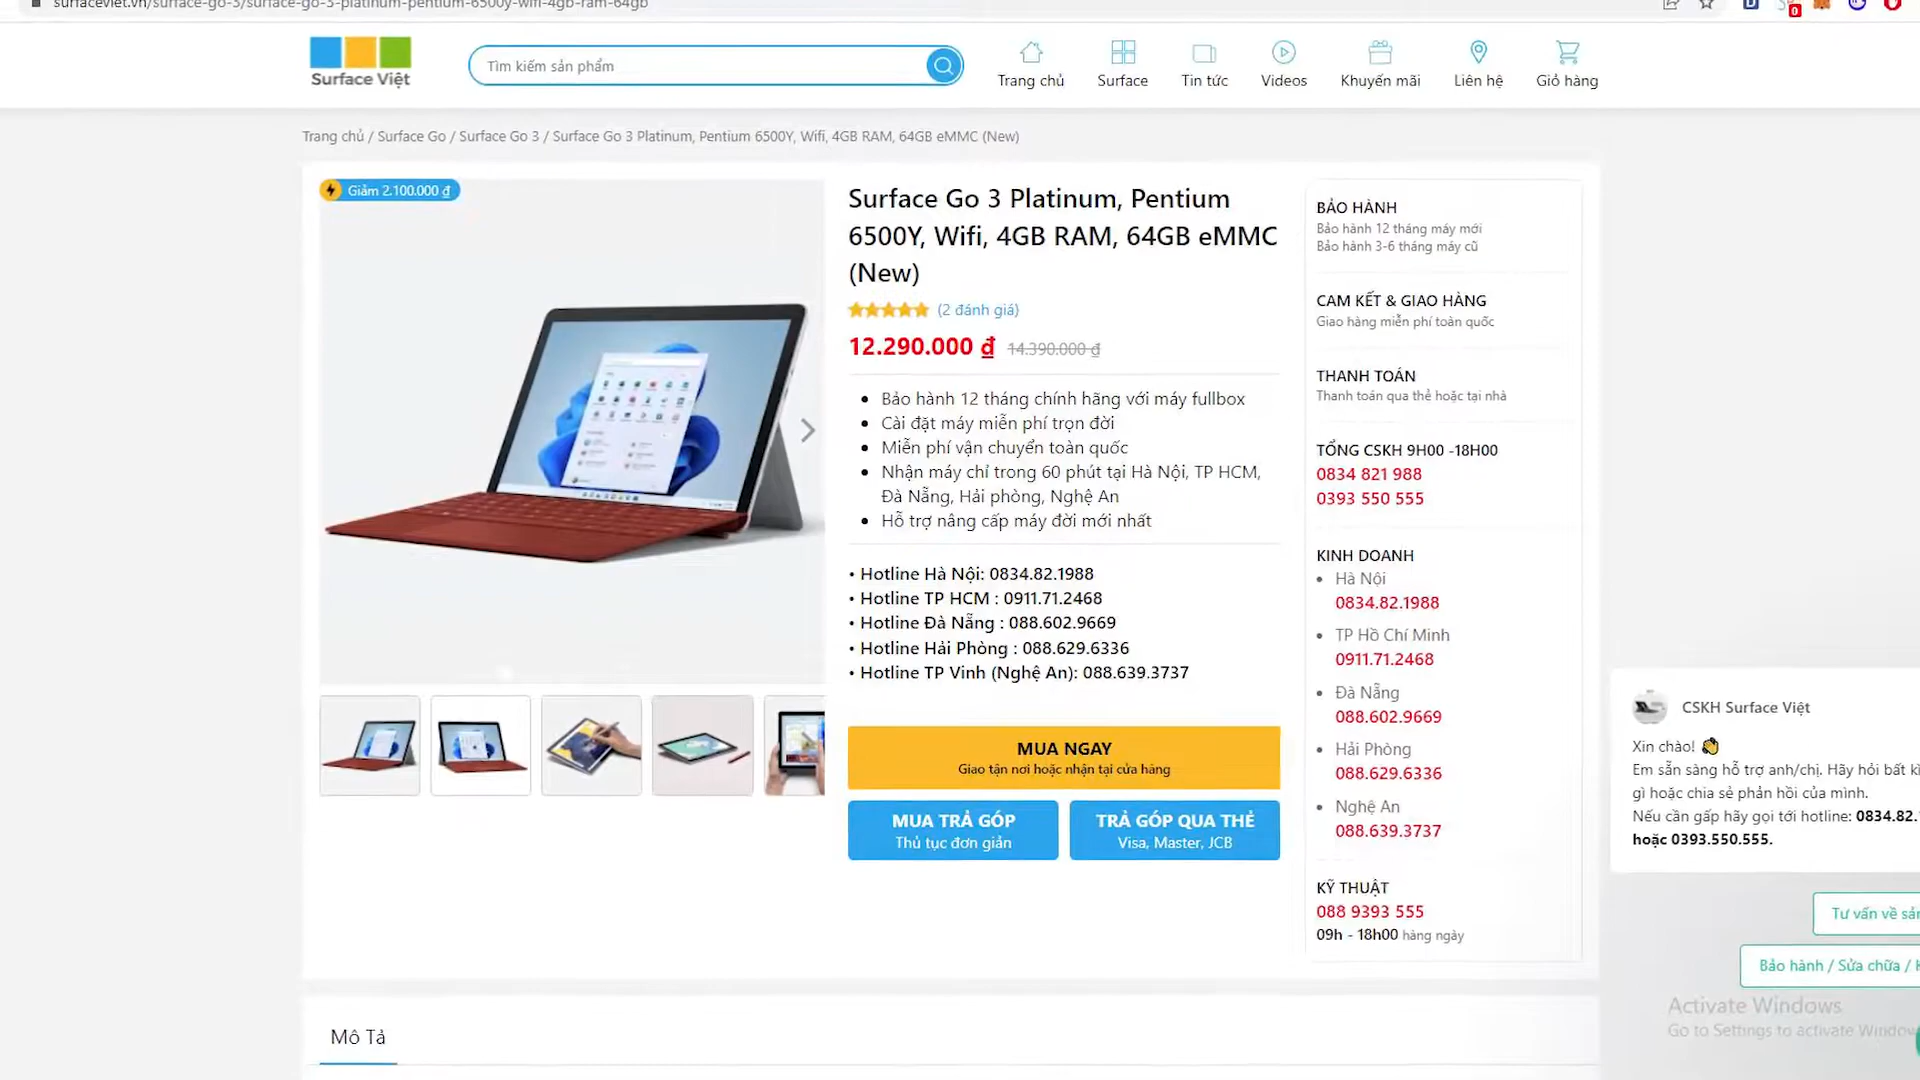 surfaceviet.vn/surface-go-3/surface-go-3-platinum-pentium-6500y-wifi-4gb-ram-64gb
0
Surface Việt
Tìm kiếm sản phẩm
Trang chủ
Surface
Tin tức
Videos
Khuyến mãi
Liên hệ
Giỏ hàng
Trang chủ / Surface Go / Surface Go 3 / Surface Go 3 Platinum, Pentium 6500Y, Wifi, 4GB RAM, 64GB eMMC (New)
Giảm 2.100.000 ₫
Surface Go 3 Platinum, Pentium
6500Y, Wifi, 4GB RAM, 64GB eMMC
(New)
(2 đánh giá)
12.290.000 ₫ 14.390.000 ₫
• Bảo hành 12 tháng chính hãng với máy fullbox
• Cài đặt máy miễn phí trọn đời
• Miễn phí vận chuyển toàn quốc
• Nhận máy chỉ trong 60 phút tại Hà Nội, TP HCM,
Đà Nẵng, Hải phòng, Nghệ An
• Hỗ trợ nâng cấp máy đời mới nhất
• Hotline Hà Nội: 0834.82.1988
• Hotline TP HCM : 0911.71.2468
• Hotline Đà Nẵng : 088.602.9669
• Hotline Hải Phòng : 088.629.6336
• Hotline TP Vinh (Nghệ An): 088.639.3737
MUA NGAY
Giao tận nơi hoặc nhận tại cửa hàng
MUA TRẢ GÓP
Thủ tục đơn giản
TRẢ GÓP QUA THẺ
Visa, Master, JCB
BẢO HÀNH
Bảo hành 12 tháng máy mới
Bảo hành 3-6 tháng máy cũ
CAM KẾT & GIAO HÀNG
Giao hàng miễn phí toàn quốc
THANH TOÁN
Thanh toán qua thẻ hoặc tại nhà
TỔNG CSKH 9H00 -18H00
0834 821 988
0393 550 555
KINH DOANH
• Hà Nội
0834.82.1988
• TP Hồ Chí Minh
0911.71.2468
• Đà Nẵng
088.602.9669
• Hải Phòng
088.629.6336
• Nghệ An
088.639.3737
KỸ THUẬT
088 9393 555
09h - 18h00 hàng ngày
CSKH Surface Việt
Xin chào!
Em sẵn sàng hỗ trợ anh/chị. Hãy hỏi bất kì
gì hoặc chia sẻ phản hồi của mình.
Nếu cần gấp hãy gọi tới hotline: 0834.82.
hoặc 0393.550.555.
Tư vấn về
Bảo hành / Sửa chữa /
Activate Windows
Go to Settings to activate
Mô Tả